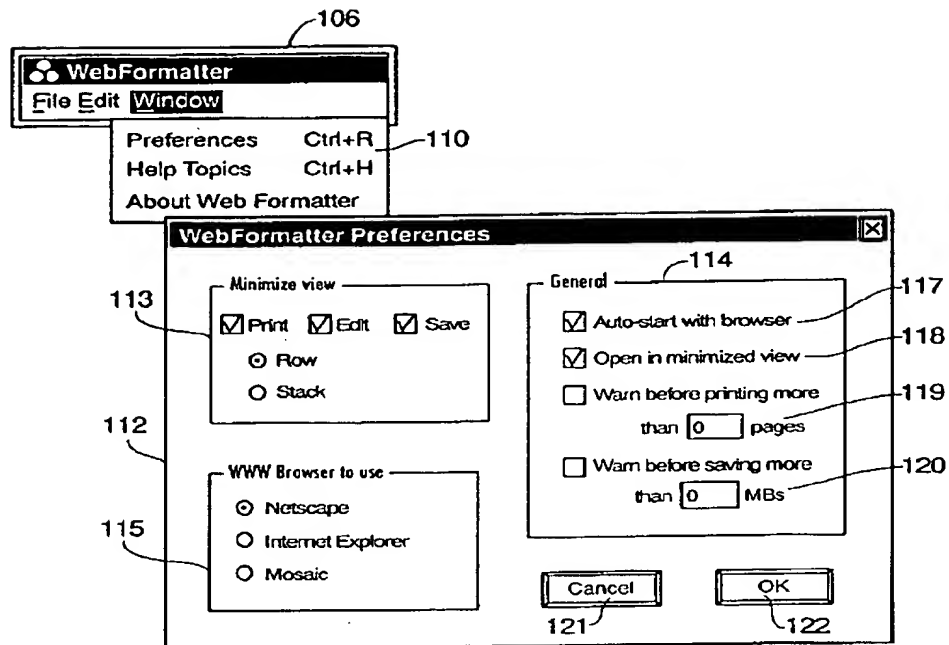 106
WebFormatter
File Edit Window
Preferences Ctrl+R
110
Help Topics Ctrl+H
About Web Formatter
WebFormatter Preferences
113
Minimize view
Print Edit Save
Row
Stack
114
General
117
Auto-start with browser
118
Open in minimized view
Warn before printing more
119
than 0 pages
Warn before saving more
120
than 0 MBs
112
WWW Browser to use
Netscape
115
Internet Explorer
Mosaic
Cancel
OK
121
122